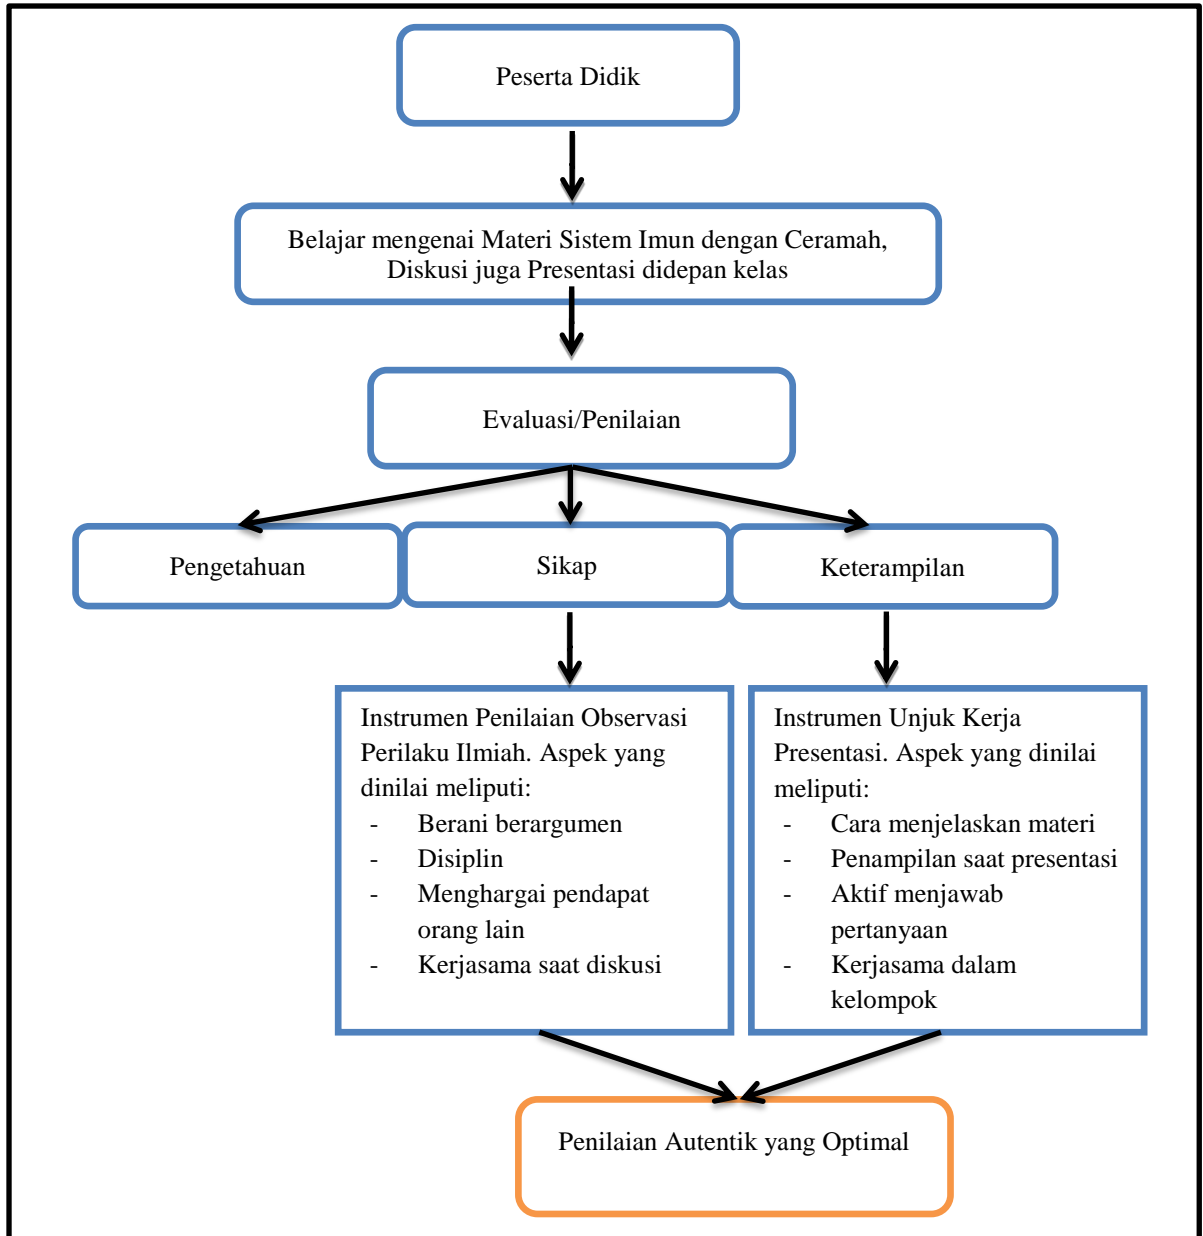 Peserta Didik
Belajar mengenai Materi Sistem Imun dengan Ceramah,
Diskusi juga Presentasi didepan kelas
Evaluasi/Penilaian
Pengetahuan
Sikap
Keterampilan
Instrumen Penilaian Observasi
Perilaku Ilmiah. Aspek yang
dinilai meliputi:
- Berani berargumen
- Disiplin
- Menghargai pendapat
orang lain
- Kerjasama saat diskusi
Instrumen Unjuk Kerja
Presentasi. Aspek yang dinilai
meliputi:
- Cara menjelaskan materi
- Penampilan saat presentasi
- Aktif menjawab
pertanyaan
- Kerjasama dalam
kelompok
Penilaian Autentik yang Optimal